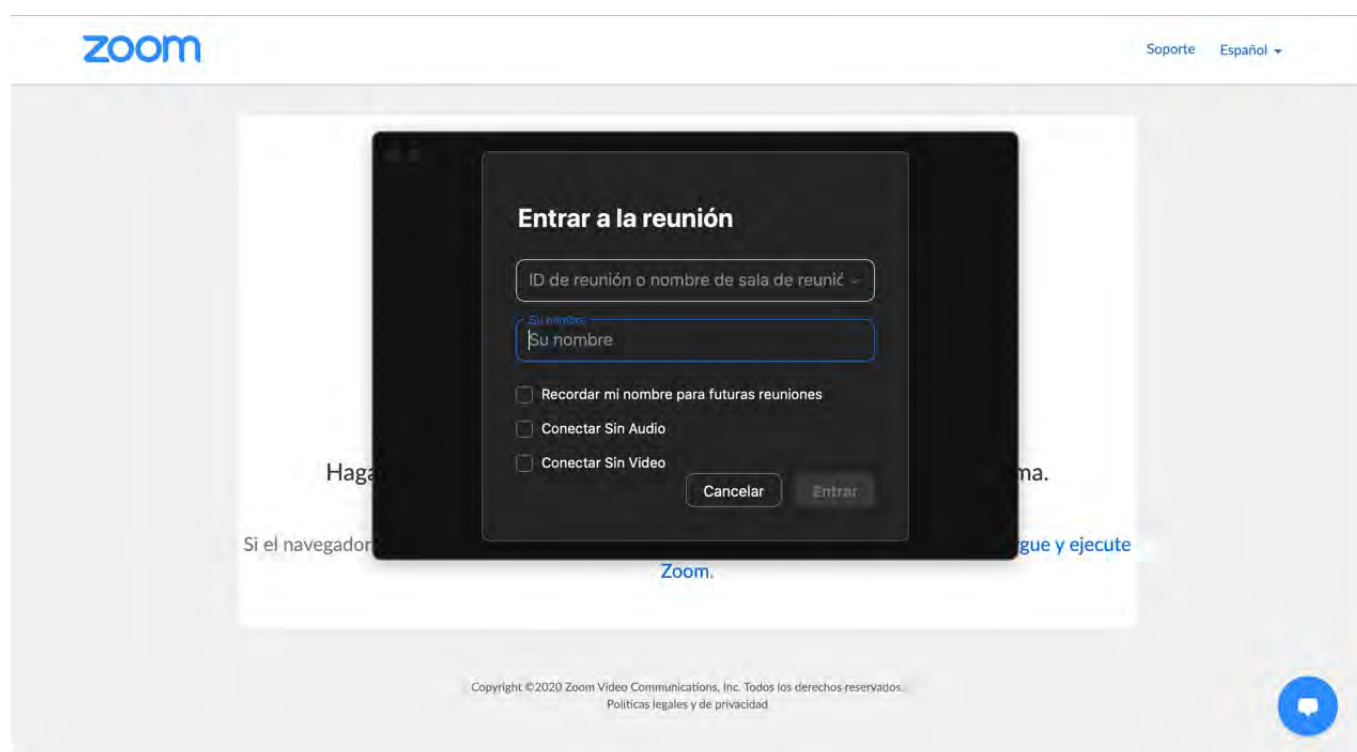 zoom
Soporte Español
Entrar a la reunión
ID de reunión o nombre de sala de reunić
Su nombre
Su nombre
Recordar mi nombre para futuras reuniones
Conectar Sin Audio
Conectar Sin Video
Haga ma.
Cancelar Entrar
Si el navegador gue y ejecute
Zoom.
Copyright ©2020 Zoom Video Communications, Inc. Todos los derechos reservados.
Políticas legales y de privacidad